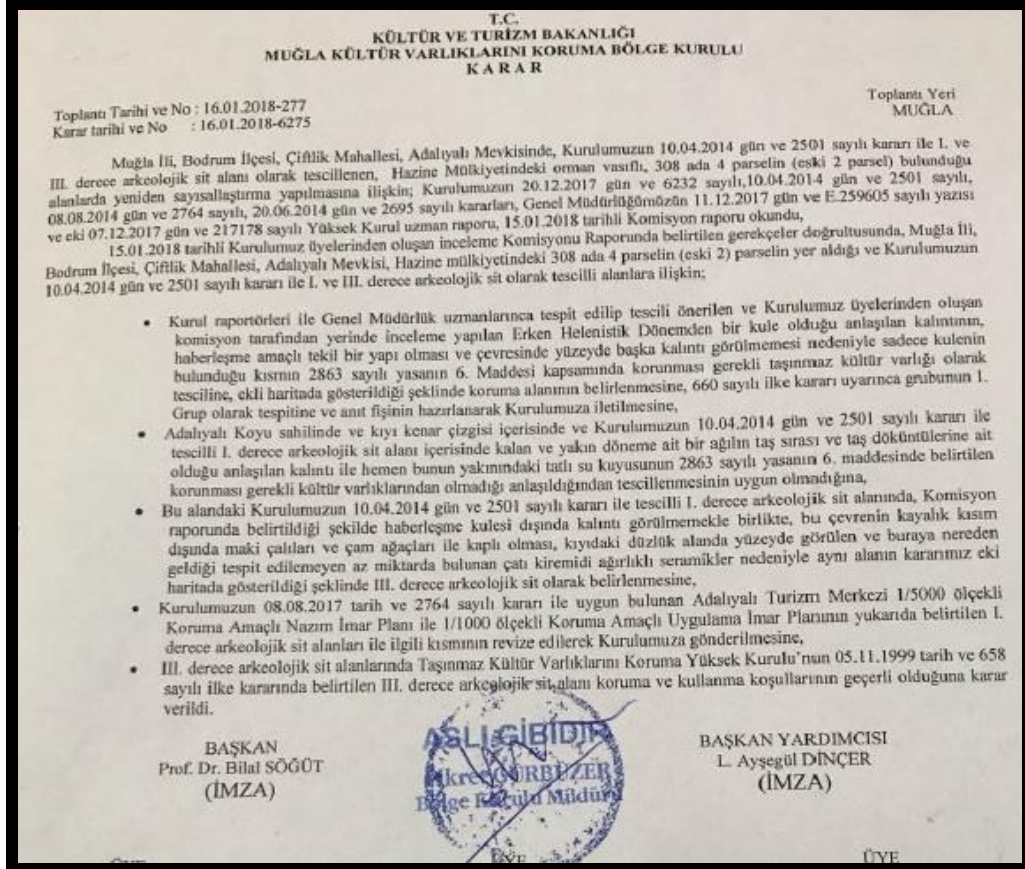 T.C.
KÜLTÜR VE TURİZM BAKANLIĞI
MUĞLA KÜLTÜR VARLIKLARINI KORUMA BÖLGE KURULU
K A R A R
Toplantı Tarihi ve No : 16.01.2018-277
Karar tarihi ve No : 16.01.2018-6275
Toplantı Yeri
MUĞLA
Muğla İli, Bodrum İlçesi, Çiftlik Mahallesi, Adalıyalı Mevkisinde, Kurulumuzun 10.04.2014 gün ve 2501 sayılı kararı ile I. ve
III. derece arkeolojik sit alanı olarak tescillenen, Hazine Mülkiyetindeki orman vasıflı, 308 ada 4 parselin (eski 2 parsel) bulunduğu
alanlarda yeniden sayısallaştırma yapılmasına ilişkin; Kurulumuzun 20.12.2017 gün ve 6232 sayılı,10.04.2014 gün ve 2501 sayılı,
08.08.2014 gün ve 2764 sayılı, 20.06.2014 gün ve 2695 sayılı kararları, Genel Müdürlüğümüzün 11.12.2017 gün ve E.259605 sayılı yazısı
ve eki 07.12.2017 gün ve 217178 sayılı Yüksek Kurul uzman raporu, 15.01.2018 tarihli Komisyon raporu okundu,
15.01.2018 tarihli Kurulumuz üyelerinden oluşan inceleme Komisyonu Raporunda belirtilen gerekçeler doğrultusunda, Muğla İli,
Bodrum İlçesi, Çiftlik Mahallesi, Adalıyalı Mevkisi, Hazine mülkiyetindeki 308 ada 4 parselin (eski 2) parselin yer aldığı ve Kurulumuzun
10.04.2014 gün ve 2501 sayılı kararı ile I. ve III. derece arkeolojik sit olarak tescilli alanlara ilişkin;
• Kurul raportörleri ile Genel Müdürlük uzmanlarınca tespit edilip tescili önerilen ve Kurulumuz üyelerinden oluşan
komisyon tarafından yerinde inceleme yapılan Erken Helenistik Dönemden bir kule olduğu anlaşılan kalıntının,
haberleşme amaçlı tekil bir yapı olması ve çevresinde yüzeyde başka kalıntı görülmemesi nedeniyle sadece kulenin
bulunduğu kısmın 2863 sayılı yasanın 6. Maddesi kapsamında korunması gerekli taşınmaz kültür varlığı olarak
tesciline, ekli haritada gösterildiği şeklinde koruma alanının belirlenmesine, 660 sayılı ilke kararı uyarınca grubunun 1.
Grup olarak tespitine ve anıt fişinin hazırlanarak Kurulumuza iletilmesine,
• Adalıyalı Koyu sahilinde ve kıyı kenar çizgisi içerisinde ve Kurulumuzun 10.04.2014 gün ve 2501 sayılı kararı ile
tescilli I. derece arkeolojik sit alanı içerisinde kalan ve yakın döneme ait bir ağılın taş sırası ve taş döküntülerine ait
olduğu anlaşılan kalıntı ile hemen bunun yakınındaki tatlı su kuyusunun 2863 sayılı yasanın 6. maddesinde belirtilen
korunması gerekli kültür varlıklarından olmadığı anlaşıldığından tescillenmesinin uygun olmadığına,
• Bu alandaki Kurulumuzun 10.04.2014 gün ve 2501 sayılı kararı ile tescilli I. derece arkeolojik sit alanında, Komisyon
raporunda belirtildiği şekilde haberleşme kulesi dışında kalıntı görülmemekle birlikte, bu çevrenin kayalık kısım
dışında maki çalıları ve çam ağaçları ile kaplı olması, kıyıdaki düzlük alanda yüzeyde görülen ve buraya nereden
geldiği tespit edilemeyen az miktarda bulunan çatı kiremidi ağırlıklı seramikler nedeniyle aynı alanın kararımız eki
haritada gösterildiği şeklinde III. derece arkeolojik sit olarak belirlenmesine,
• Kurulumuzun 08.08.2017 tarih ve 2764 sayılı kararı ile uygun bulunan Adalıyalı Turizm Merkezi 1/5000 ölçekli
Koruma Amaçlı Nazım İmar Planı ile 1/1000 ölçekli Koruma Amaçlı Uygulama İmar Planının yukarıda belirtilen I.
derece arkeolojik sit alanları ile ilgili kısmının revize edilerek Kurulumuza gönderilmesine,
• III. derece arkeolojik sit alanlarında Taşınmaz Kültür Varlıklarını Koruma Yüksek Kurulu'nun 05.11.1999 tarih ve 658
sayılı ilke kararında belirtilen III. derece arkeolojik sit alanı koruma ve kullanma koşullarının geçerli olduğuna karar
verildi.
BAŞKAN
Prof. Dr. Bilal SÖĞÜT
(İMZA)
ASLI GİBİDİR
GÜRBÜZER
Bölge Kurulu Müdürü
BAŞKAN YARDIMCISI
L. Ayşegül DİNÇER
(İMZA)
ÜYE
ÜYE
ÜYE